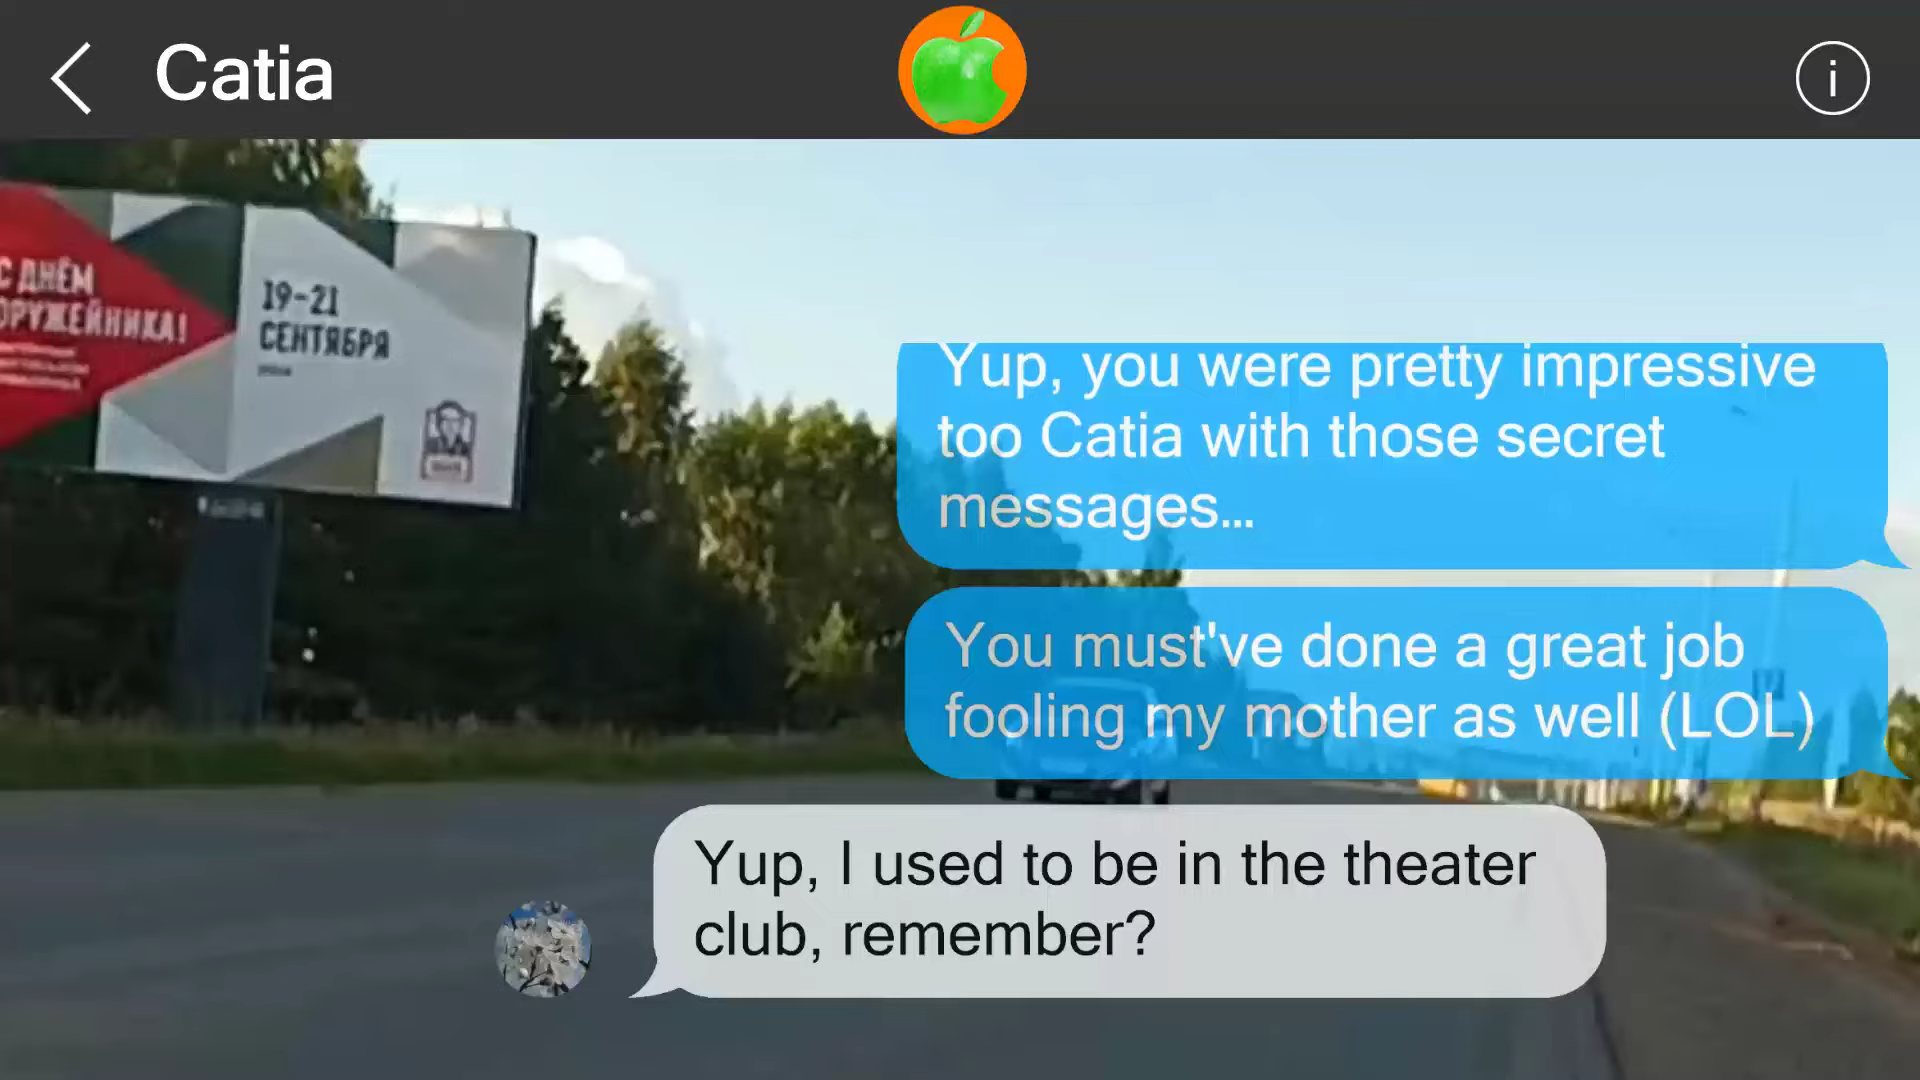 Catia
i
С ДНЁМ
ОРУЖЕЙНИКА!
19-21
СЕНТЯБРЯ
Yup, you were pretty impressive
too Catia with those secret
messages...
You must've done a great job
fooling my mother as well (LOL)
Yup, I used to be in the theater
club, remember?